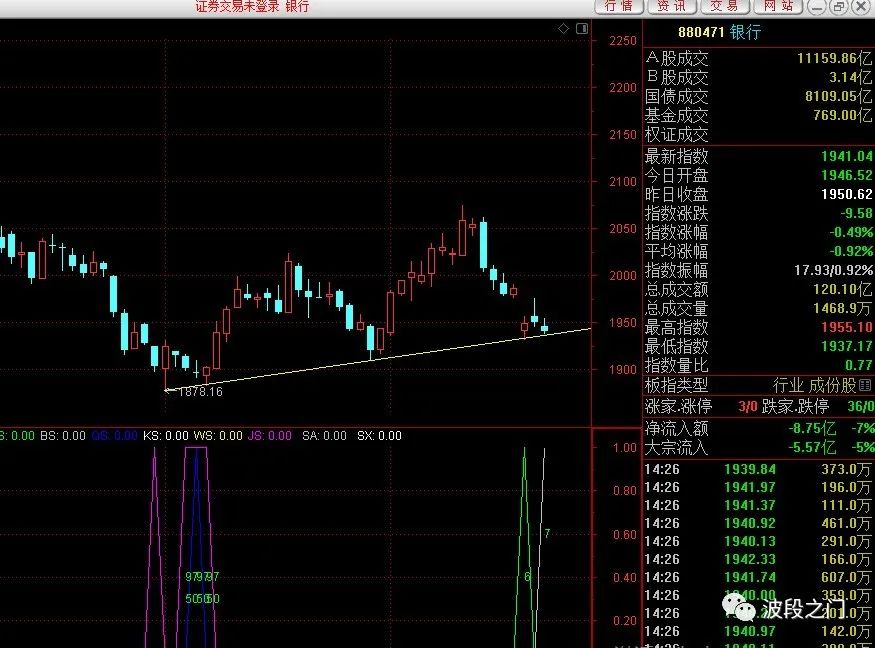 证券交易未登录 银行
行情 资讯 交易 网站
2250
2200
2150
2100
2050
2000
1950
1900
1878.16
S: 0.00 BS: 0.00 QS: 0.00 KS: 0.00 WS: 0.00 JS: 0.00 SA: 0.00 SX: 0.00
1.00
0.80
0.60
0.40
0.20
979797
505050
6
7
880471 银行
A股成交 11159.86亿
B股成交 3.14亿
国债成交 8109.05亿
基金成交 769.00亿
权证成交
最新指数 1941.04
今日开盘 1946.52
昨日收盘 1950.62
指数涨跌 -9.58
指数涨幅 -0.49%
平均涨幅 -0.92%
指数振幅 17.93/0.92%
总成交额 120.10亿
总成交量 1468.9万
最高指数 1955.10
最低指数 1937.17
指数量比 0.77
板指类型 行业 成份股
涨家.涨停 3/0 跌家.跌停 36/0
净流入额 -8.75亿 -7%
大宗流入 -5.57亿 -5%
14:26 1939.84 373.0万
14:26 1941.97 196.0万
14:26 1941.37 111.0万
14:26 1940.92 461.0万
14:26 1940.13 291.0万
14:26 1942.33 166.0万
14:26 1941.74 607.0万
14:26 1940.00 359.0万
14:26 201.0万
14:26 1940.97 142.0万
波段之门